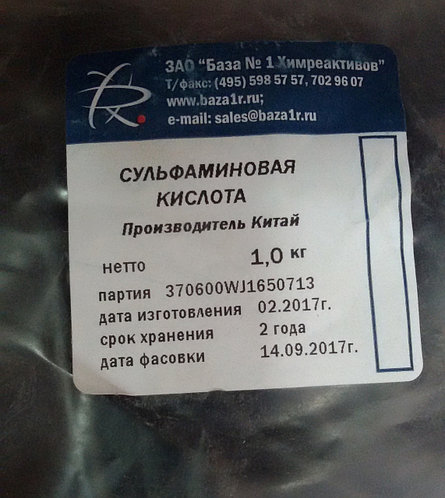 ЗАО "База № 1 Химреактивов"
Т/факс: (495) 598 57 57, 702 96 07
www.baza1r.ru;
e-mail: sales@baza1r.ru
СУЛЬФАМИНОВАЯ
КИСЛОТА
Производитель Китай
нетто 1,0 кг
партия 370600WJ1650713
дата изготовления 02.2017г.
срок хранения 2 года
дата фасовки 14.09.2017г.